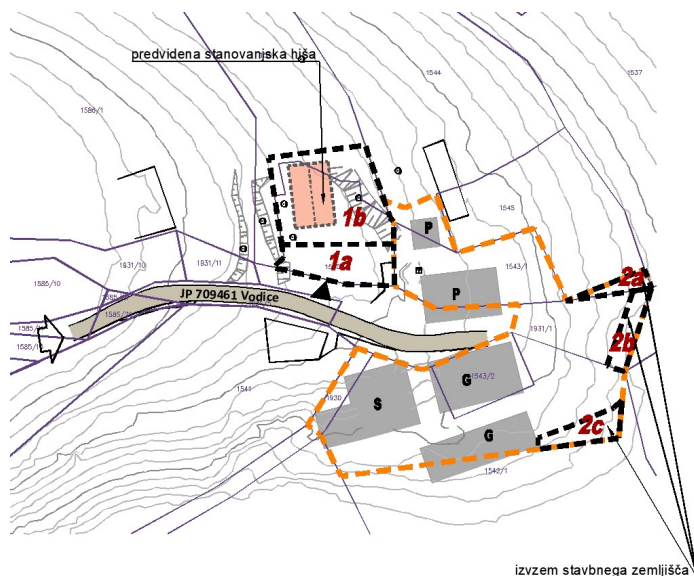 predvidena stanovanjska hiša
1544
1537
1586/1
1b
1545
P
1a
1931/10
1931/11
1543/1
1585/10
2a
JP 709461 Vodice
P
1931/1
2b
1541
1930
S
G
1543/2
2c
G
1542/1
izvzem stavbnega zemljišča